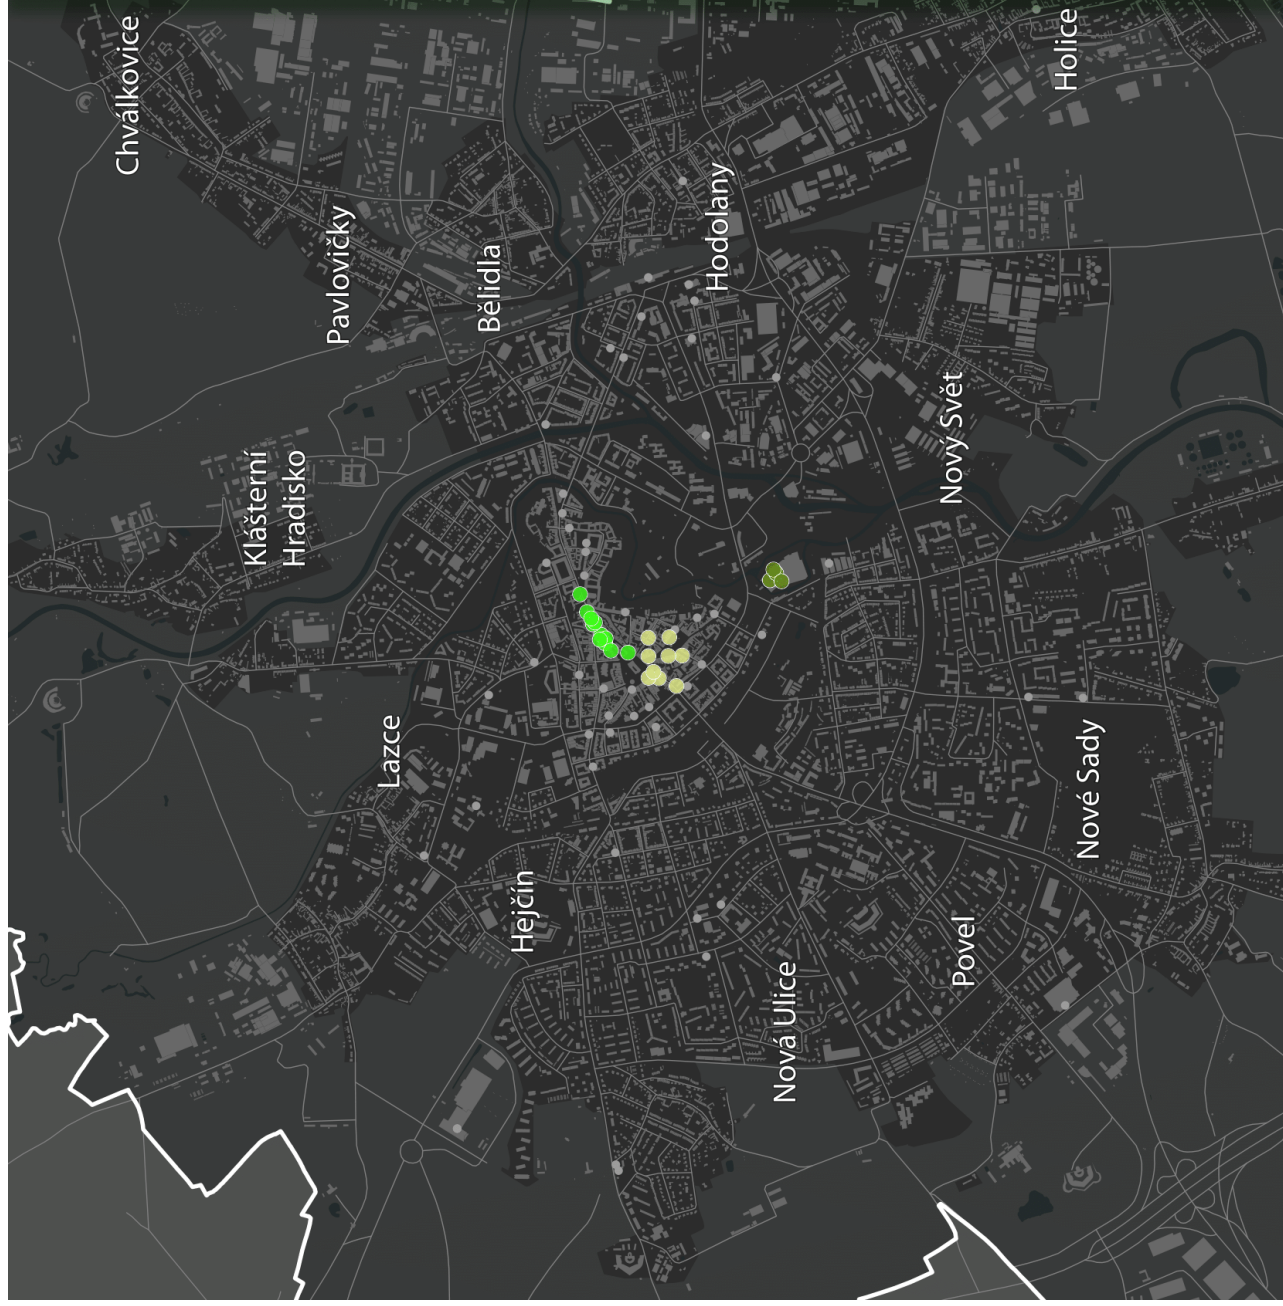 Chválkovice
Pavlovičky
Bělidla
Klášterní
Hradisko
Hodolany
Holice
Nový Svět
Lazce
Hejčín
Nová Ulice
Povel
Nové Sady